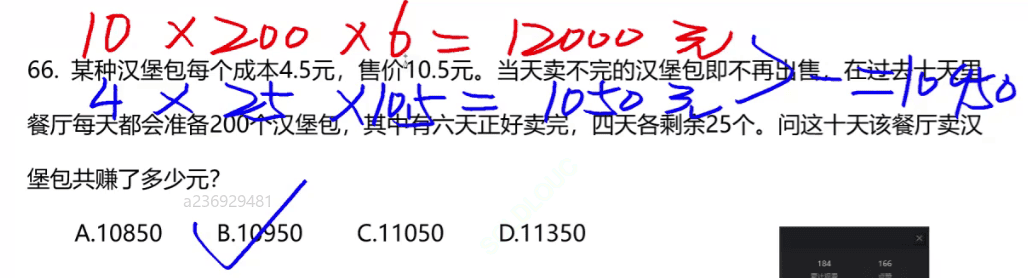 10 × 200 × 6 = 12000 元
66. 某种汉堡包每个成本4.5元，售价10.5元。当天卖不完的汉堡包即不再出售。在过去十天里
4 × 25 × 10.5 = 1050 元
=10950
餐厅每天都会准备200个汉堡包，其中有六天正好卖完，四天各剩余25个。问这十天该餐厅卖汉
堡包共赚了多少元？
a236929481
A.10850 B.10950 C.11050 D.11350
184 166